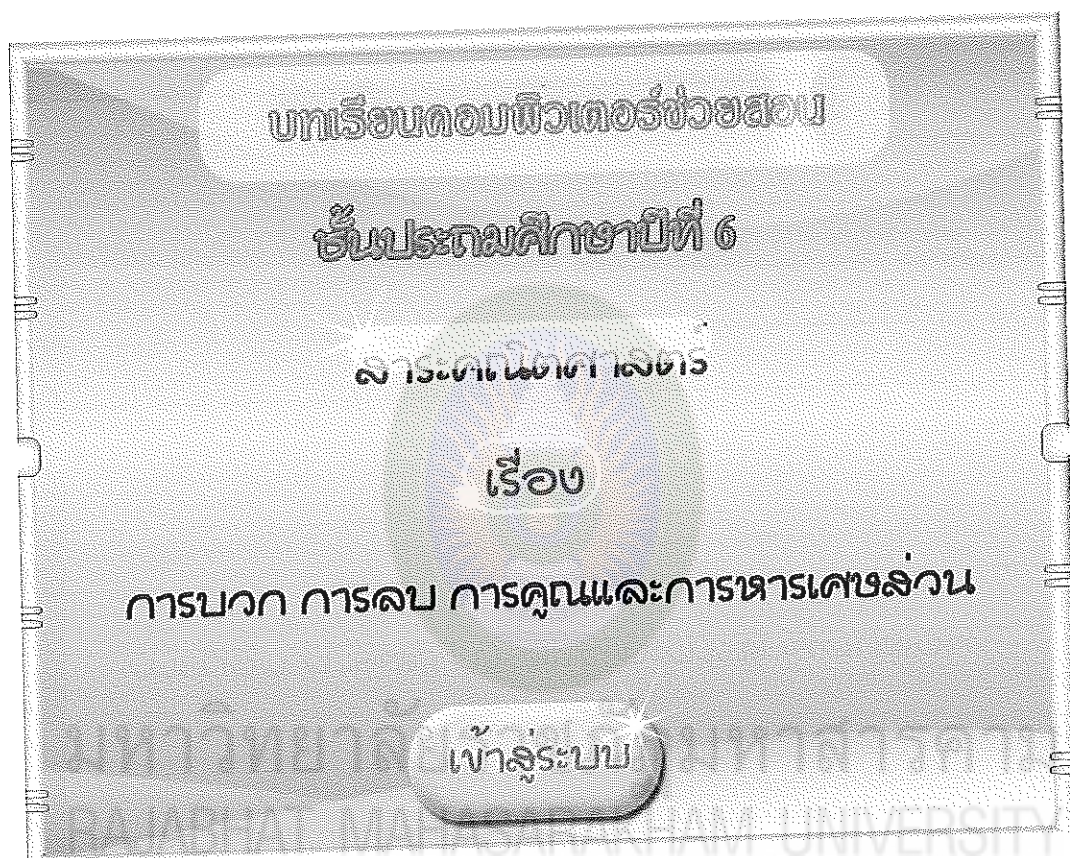 บทเรียนคอมพิวเตอร์ช่วยสอน
ชั้นประถมศึกษาปีที่ 6
สาระคณิตศาสตร์
เรื่อง
การบวก การลบ การคูณและการหารเศษส่วน
เข้าสู่ระบบ
UNIVERSITY